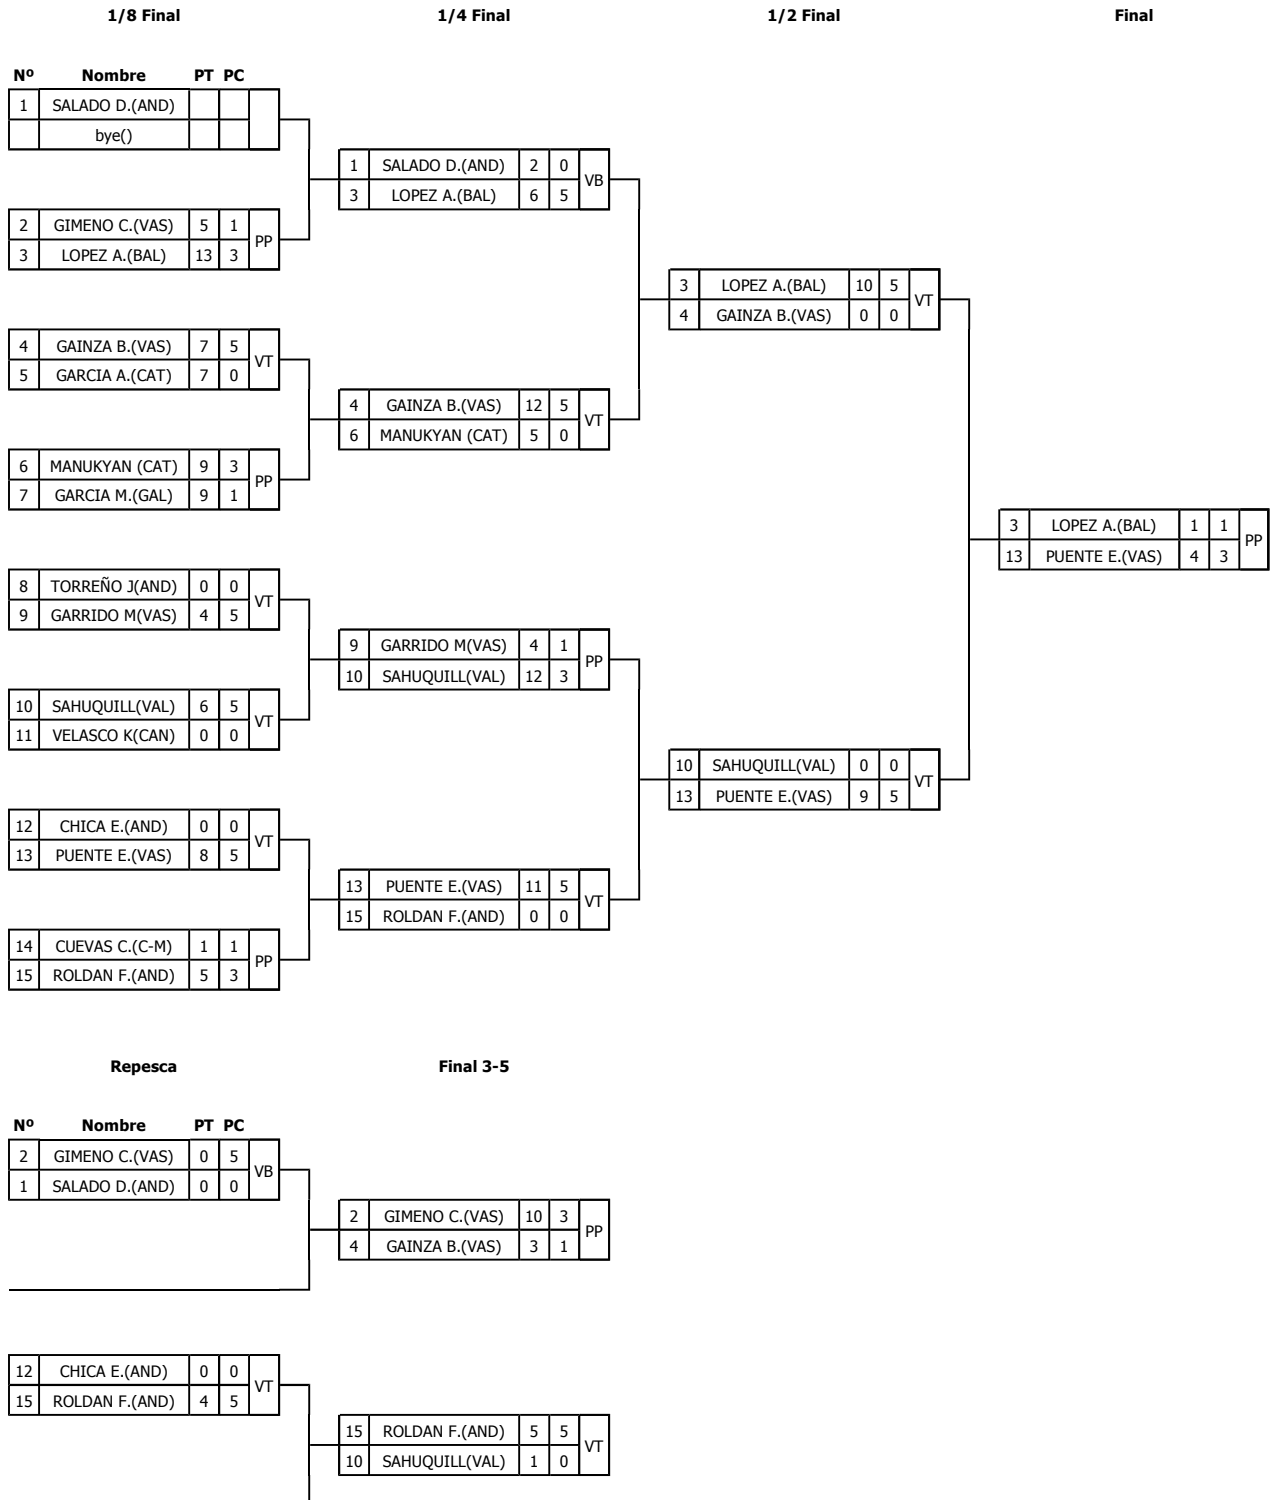 1/8 Final 1/4 Final 1/2 Final Final
Nº Nombre PT PC
1 SALADO D.(AND)
bye()
1 SALADO D.(AND) 2 0 VB
3 LOPEZ A.(BAL) 6 5
2 GIMENO C.(VAS) 5 1 PP
3 LOPEZ A.(BAL) 13 3
3 LOPEZ A.(BAL) 10 5 VT
4 GAINZA B.(VAS) 0 0
4 GAINZA B.(VAS) 7 5 VT
5 GARCIA A.(CAT) 7 0
4 GAINZA B.(VAS) 12 5 VT
6 MANUKYAN (CAT) 5 0
6 MANUKYAN (CAT) 9 3 PP
7 GARCIA M.(GAL) 9 1
3 LOPEZ A.(BAL) 1 1 PP
13 PUENTE E.(VAS) 4 3
8 TORREÑO J(AND) 0 0 VT
9 GARRIDO M(VAS) 4 5
9 GARRIDO M(VAS) 4 1 PP
10 SAHUQUILL(VAL) 12 3
10 SAHUQUILL(VAL) 6 5 VT
11 VELASCO K(CAN) 0 0
10 SAHUQUILL(VAL) 0 0 VT
13 PUENTE E.(VAS) 9 5
12 CHICA E.(AND) 0 0 VT
13 PUENTE E.(VAS) 8 5
13 PUENTE E.(VAS) 11 5 VT
15 ROLDAN F.(AND) 0 0
14 CUEVAS C.(C-M) 1 1 PP
15 ROLDAN F.(AND) 5 3
Repesca Final 3-5
Nº Nombre PT PC
2 GIMENO C.(VAS) 0 5 VB
1 SALADO D.(AND) 0 0
2 GIMENO C.(VAS) 10 3 PP
4 GAINZA B.(VAS) 3 1
12 CHICA E.(AND) 0 0 VT
15 ROLDAN F.(AND) 4 5
15 ROLDAN F.(AND) 5 5 VT
10 SAHUQUILL(VAL) 1 0